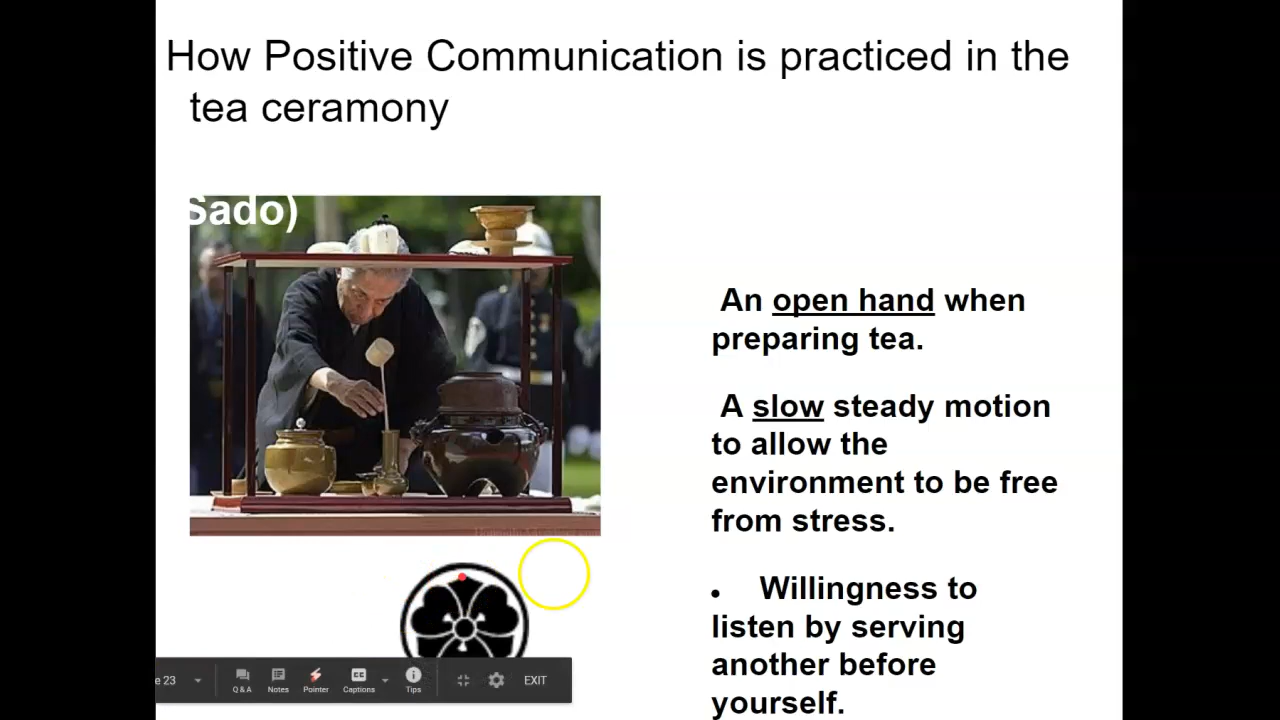 How Positive Communication is practiced in the
tea ceramony
Sado)
An open hand when
preparing tea.
A slow steady motion
to allow the
environment to be free
from stress.
• Willingness to
listen by serving
another before
yourself.
e 23
Q & A
Notes
Pointer
Captions
Tips
EXIT